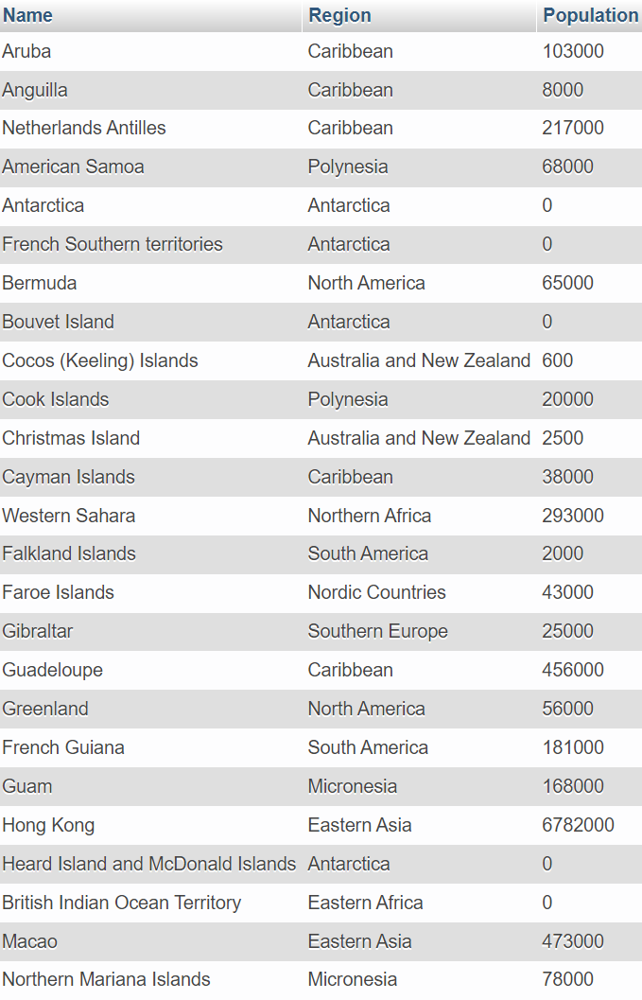 Name Region Population
Aruba Caribbean 103000
Anguilla Caribbean 8000
Netherlands Antilles Caribbean 217000
American Samoa Polynesia 68000
Antarctica Antarctica 0
French Southern territories Antarctica 0
Bermuda North America 65000
Bouvet Island Antarctica 0
Cocos (Keeling) Islands Australia and New Zealand 600
Cook Islands Polynesia 20000
Christmas Island Australia and New Zealand 2500
Cayman Islands Caribbean 38000
Western Sahara Northern Africa 293000
Falkland Islands South America 2000
Faroe Islands Nordic Countries 43000
Gibraltar Southern Europe 25000
Guadeloupe Caribbean 456000
Greenland North America 56000
French Guiana South America 181000
Guam Micronesia 168000
Hong Kong Eastern Asia 6782000
Heard Island and McDonald Islands Antarctica 0
British Indian Ocean Territory Eastern Africa 0
Macao Eastern Asia 473000
Northern Mariana Islands Micronesia 78000